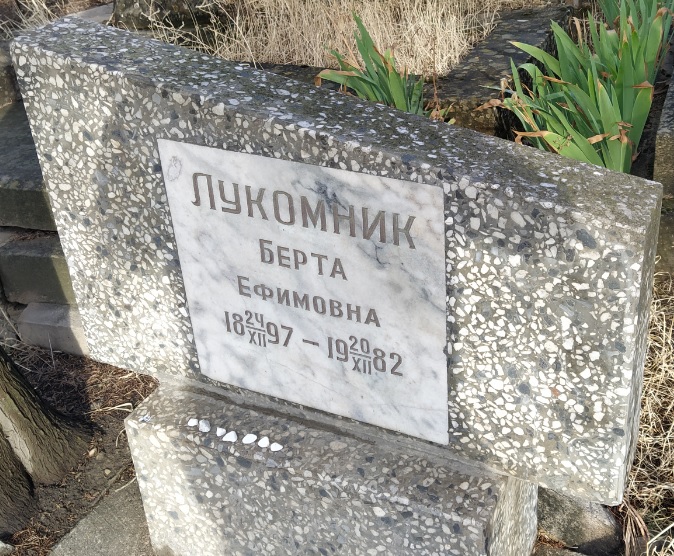 ЛУКОМНИК
БЕРТА
ЕФИМОВНА
18 24/XII 97 – 19 20/XII 82